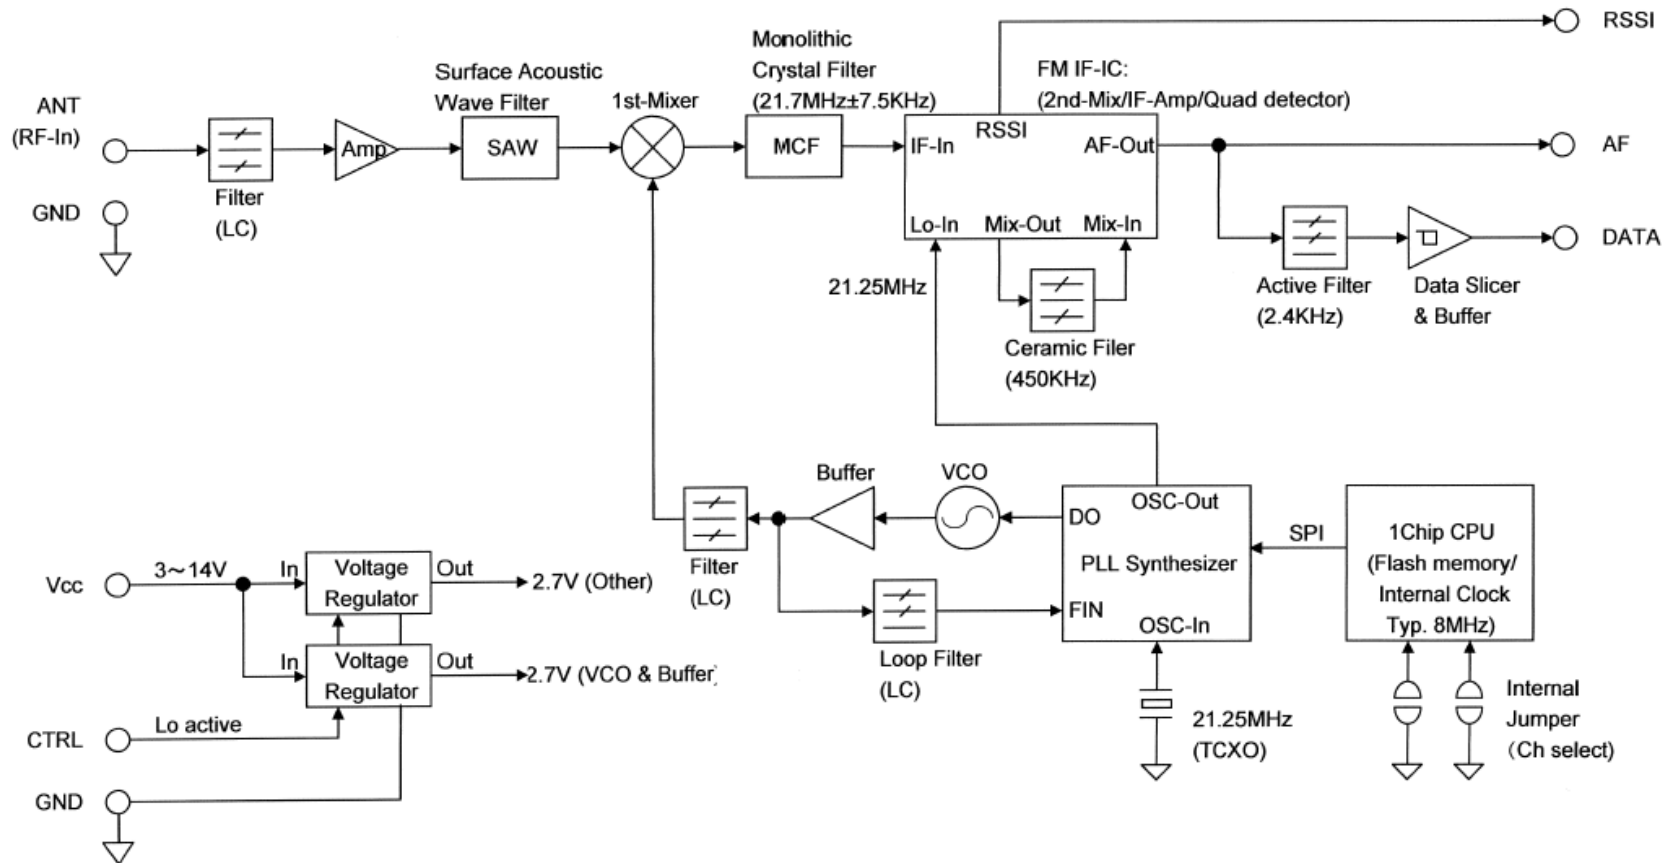 RSSI
Monolithic
Crystal Filter
(21.7MHz±7.5KHz)
FM IF-IC:
(2nd-Mix/IF-Amp/Quad detector)
Surface Acoustic
Wave Filter
1st-Mixer
ANT
(RF-In)
Amp
SAW
MCF
IF-In
RSSI
AF-Out
AF
Filter
(LC)
GND
Lo-In
Mix-Out
Mix-In
DATA
21.25MHz
Active Filter
(2.4KHz)
Data Slicer
& Buffer
Ceramic Filer
(450KHz)
Buffer
VCO
OSC-Out
DO
PLL Synthesizer
FIN
OSC-In
SPI
1Chip CPU
(Flash memory/
Internal Clock
Typ. 8MHz)
Filter
(LC)
Loop Filter
(LC)
21.25MHz
(TCXO)
Internal
Jumper
(Ch select)
Vcc
3～14V
In
Voltage
Regulator
Out
2.7V (Other)
In
Voltage
Regulator
Out
2.7V (VCO & Buffer)
CTRL
Lo active
GND